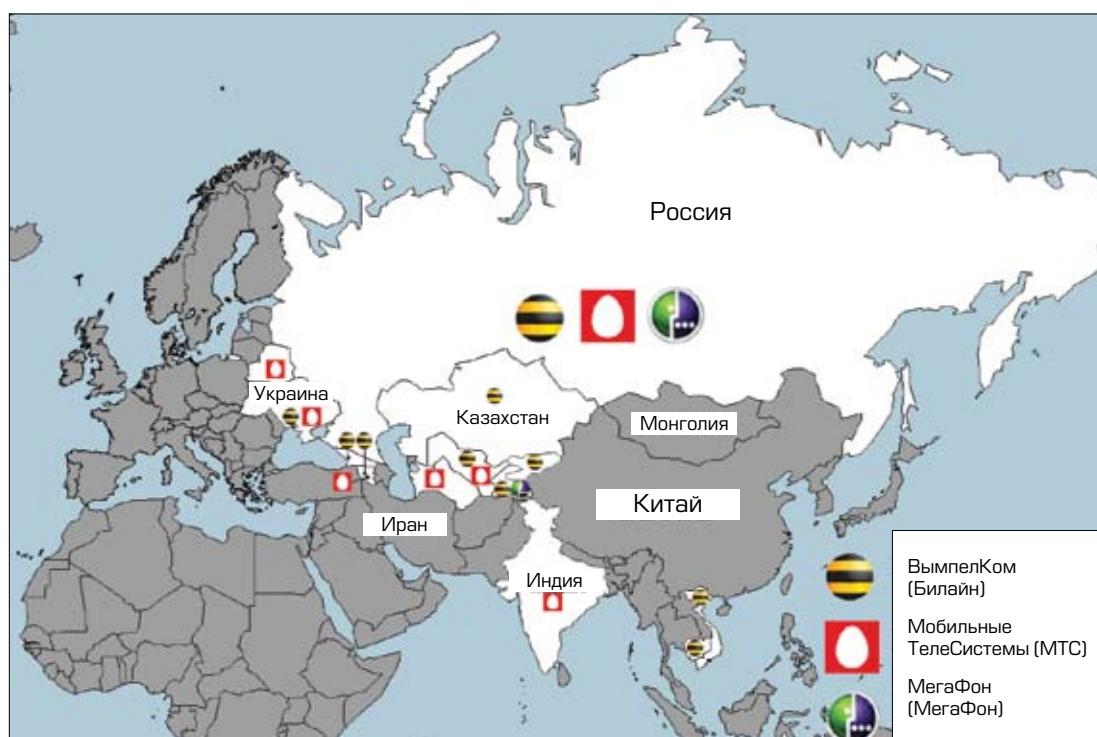 Россия
Украина
Казахстан
Монголия
Китай
Иран
Индия
ВымпелКом
(Билайн)
Мобильные
ТелеСистемы (МТС)
МегаФон
(МегаФон)